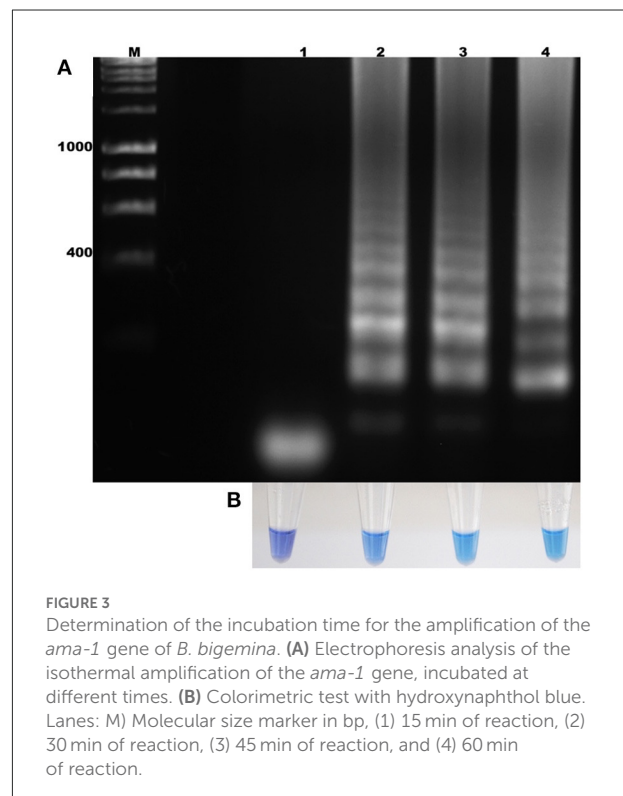 M 1 2 3 4
A
1000
400
B
FIGURE 3
Determination of the incubation time for the amplification of the
ama-1 gene of B. bigemina. (A) Electrophoresis analysis of the
isothermal amplification of the ama-1 gene, incubated at
different times. (B) Colorimetric test with hydroxynaphthol blue.
Lanes: M) Molecular size marker in bp, (1) 15 min of reaction, (2)
30 min of reaction, (3) 45 min of reaction, and (4) 60 min
of reaction.